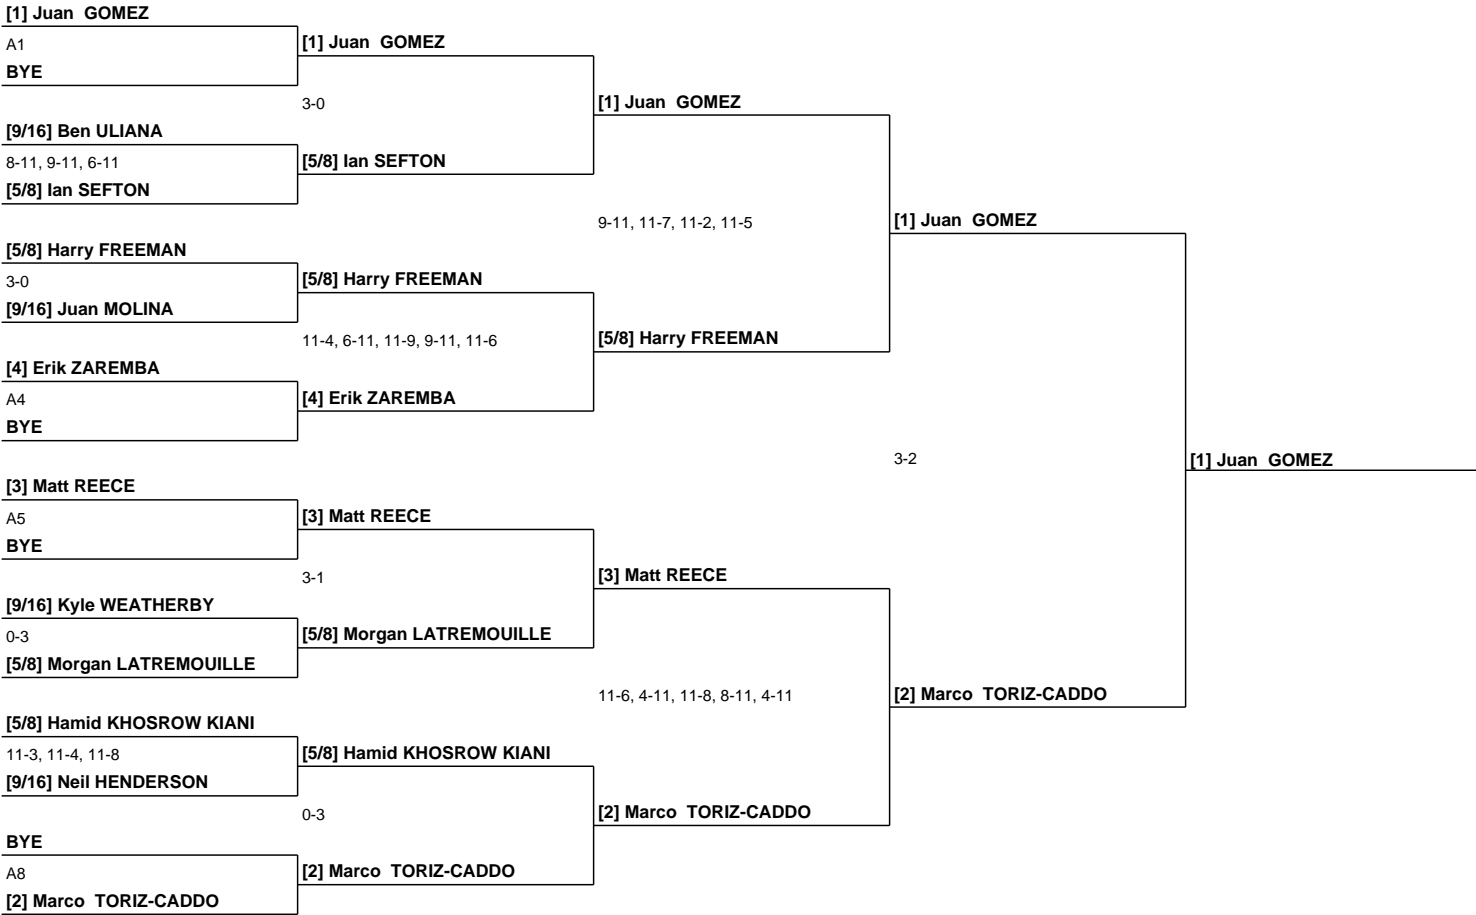 [1] Juan  GOMEZ
A1
BYE
[1] Juan  GOMEZ
3-0
[9/16] Ben ULIANA
8-11, 9-11, 6-11
[5/8] Ian SEFTON
[5/8] Ian SEFTON
[1] Juan  GOMEZ
9-11, 11-7, 11-2, 11-5
[5/8] Harry FREEMAN
3-0
[9/16] Juan MOLINA
[5/8] Harry FREEMAN
11-4, 6-11, 11-9, 9-11, 11-6
[4] Erik ZAREMBA
A4
BYE
[4] Erik ZAREMBA
[5/8] Harry FREEMAN
[1] Juan  GOMEZ
3-2
[3] Matt REECE
A5
BYE
[3] Matt REECE
3-1
[9/16] Kyle WEATHERBY
0-3
[5/8] Morgan LATREMOUILLE
[5/8] Morgan LATREMOUILLE
[3] Matt REECE
11-6, 4-11, 11-8, 8-11, 4-11
[5/8] Hamid KHOSROW KIANI
11-3, 11-4, 11-8
[9/16] Neil HENDERSON
[5/8] Hamid KHOSROW KIANI
0-3
BYE
A8
[2] Marco  TORIZ-CADDO
[2] Marco  TORIZ-CADDO
[2] Marco  TORIZ-CADDO
[2] Marco  TORIZ-CADDO
[1] Juan  GOMEZ